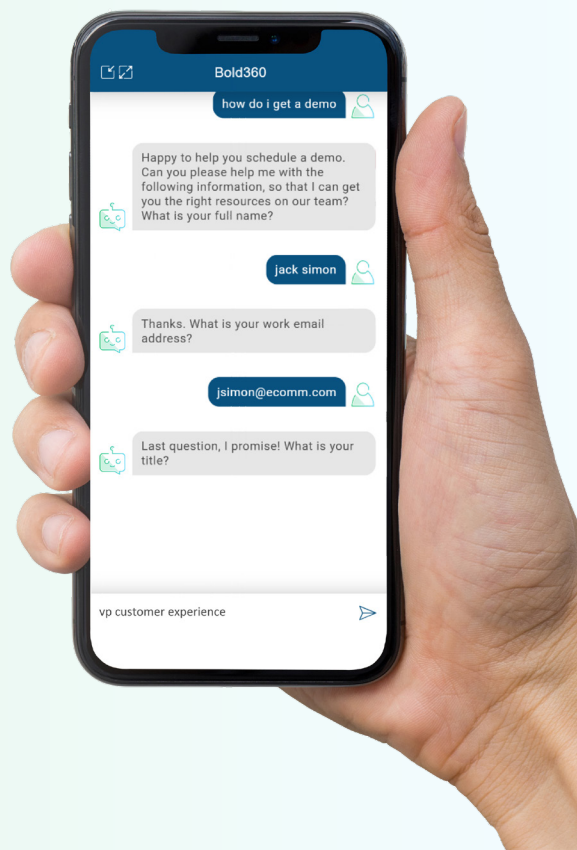 Bold360
how do i get a demo
Happy to help you schedule a demo.
Can you please help me with the
following information, so that I can get
you the right resources on our team?
What is your full name?
jack simon
Thanks. What is your work email
address?
jsimon@ecomm.com
Last question, I promise! What is your
title?
vp customer experience